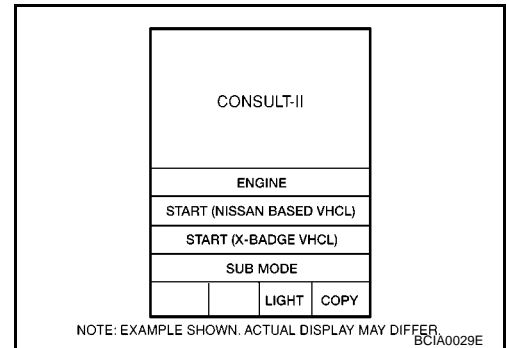 CONSULT-II
ENGINE
START (NISSAN BASED VHCL)
START (X-BADGE VHCL)
SUB MODE
LIGHT COPY
NOTE: EXAMPLE SHOWN. ACTUAL DISPLAY MAY DIFFER.
BCIA0029E